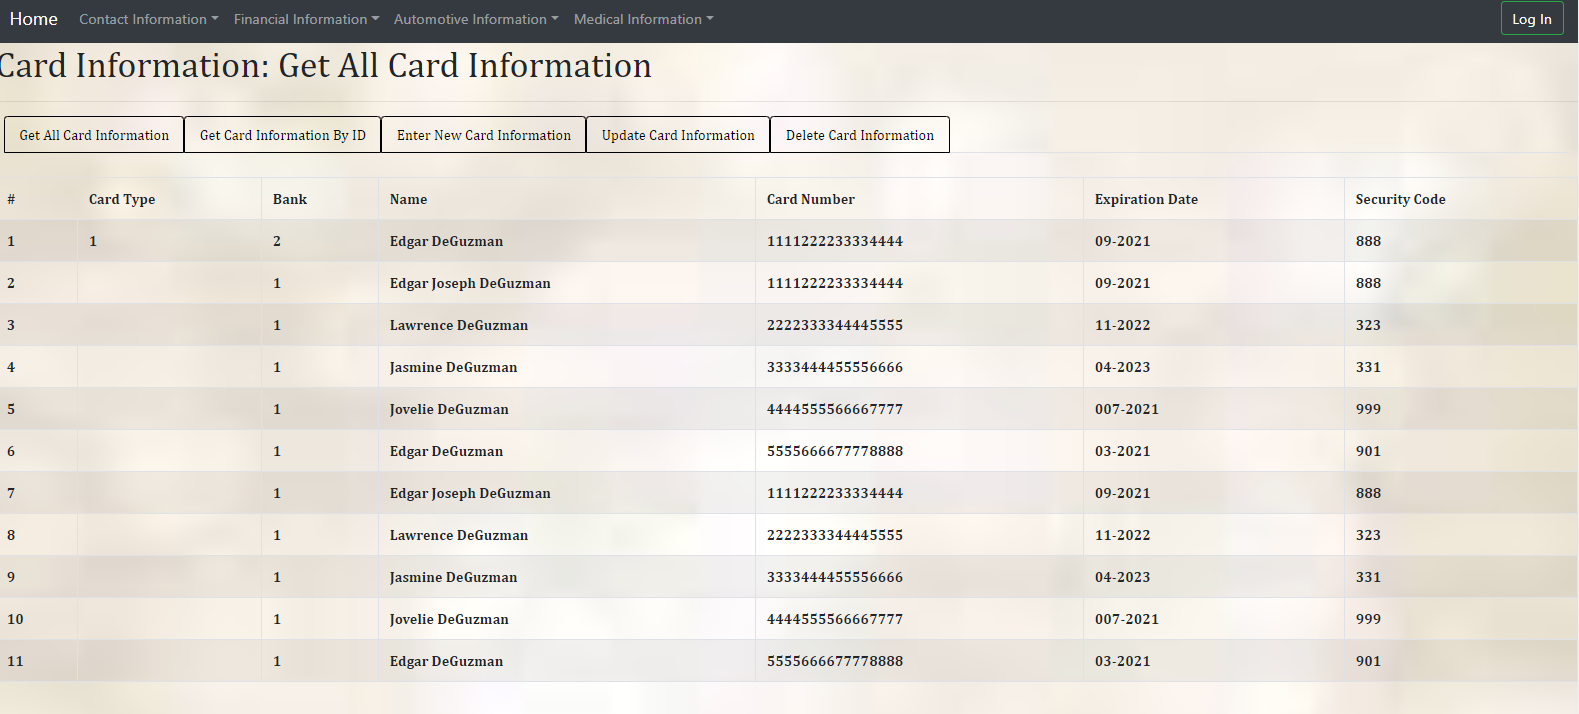 Home Contact Information Financial Information Automotive Information Medical Information Log In
Card Information: Get All Card Information
Get All Card Information Get Card Information By ID Enter New Card Information Update Card Information Delete Card Information
# Card Type Bank Name Card Number Expiration Date Security Code
1 1 2 Edgar DeGuzman 1111222233334444 09-2021 888
2 1 Edgar Joseph DeGuzman 1111222233334444 09-2021 888
3 1 Lawrence DeGuzman 2222333344445555 11-2022 323
4 1 Jasmine DeGuzman 3333444455556666 04-2023 331
5 1 Jovelie DeGuzman 4444555566667777 007-2021 999
6 1 Edgar DeGuzman 5555666677778888 03-2021 901
7 1 Edgar Joseph DeGuzman 1111222233334444 09-2021 888
8 1 Lawrence DeGuzman 2222333344445555 11-2022 323
9 1 Jasmine DeGuzman 3333444455556666 04-2023 331
10 1 Jovelie DeGuzman 4444555566667777 007-2021 999
11 1 Edgar DeGuzman 5555666677778888 03-2021 901